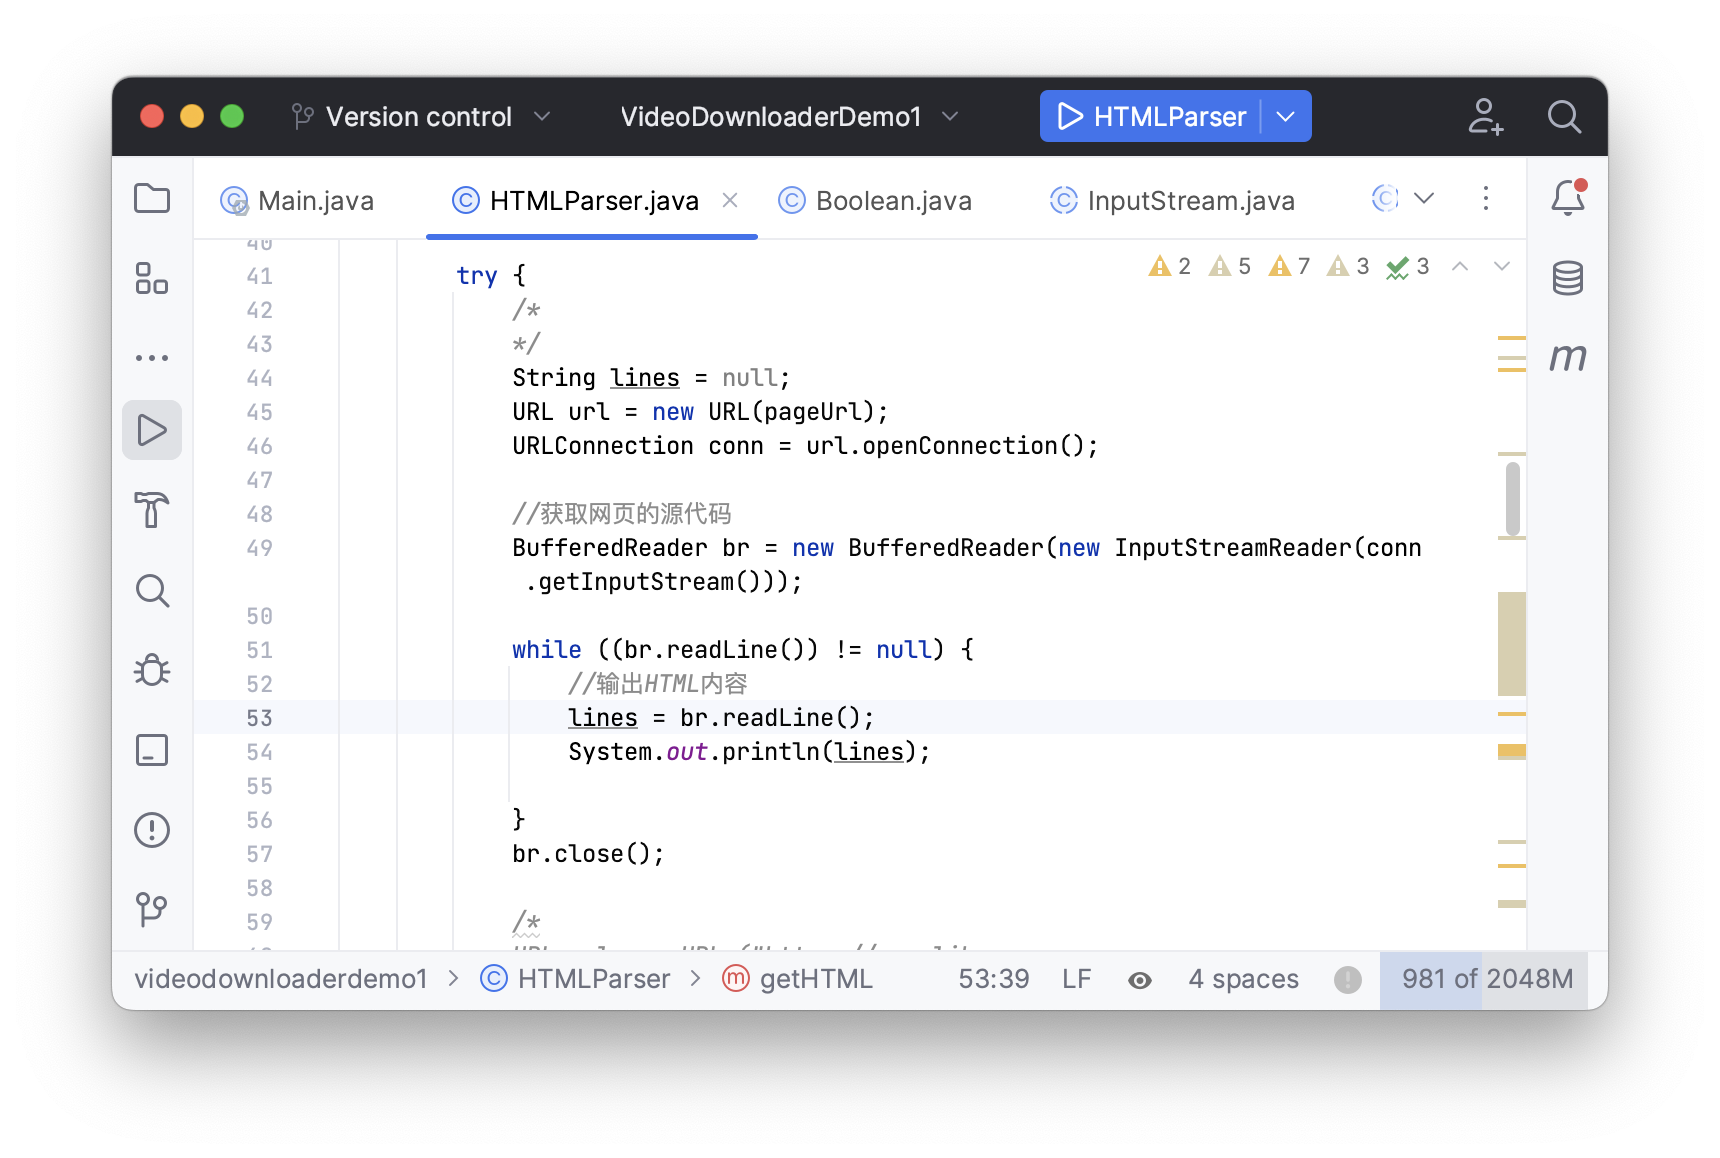 Version control VideoDownloaderDemo1 HTMLParser
Main.java HTMLParser.java Boolean.java InputStream.java
40
2 5 7 3 3
41 try {
42 /*
43 */
44 String lines = null;
45 URL url = new URL(pageUrl);
46 URLConnection conn = url.openConnection();
47
48 //获取网页的源代码
49 BufferedReader br = new BufferedReader(new InputStreamReader(conn
.getInputStream()));
50
51 while ((br.readLine()) != null) {
52 //输出HTML内容
53 lines = br.readLine();
54 System.out.println(lines);
55
56 }
57 br.close();
58
59 /*
videodownloaderdemo1 > HTMLParser > getHTML 53:39 LF 4 spaces 981 of 2048M